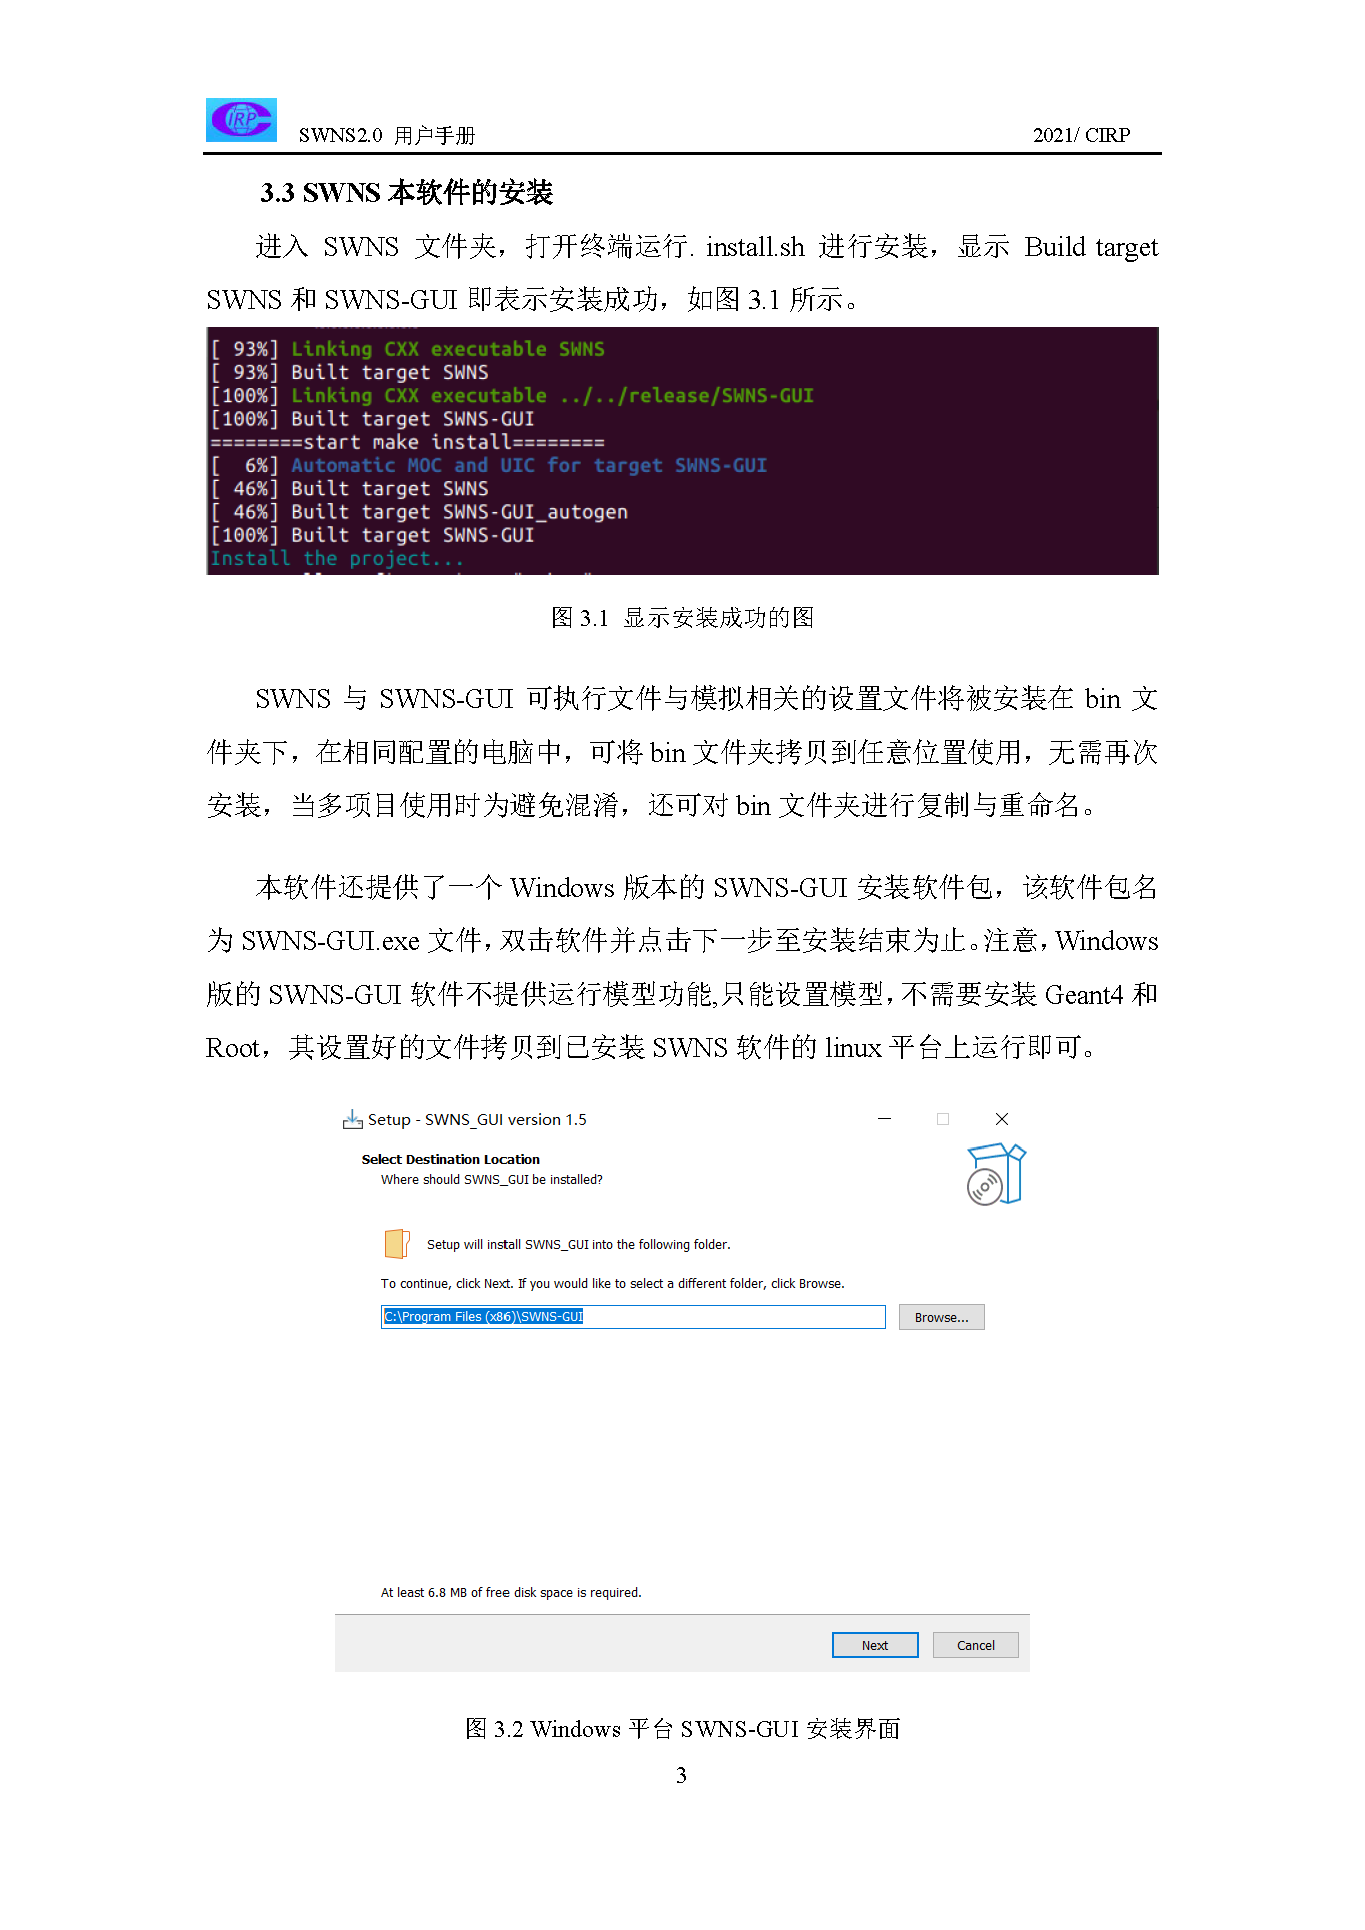 IRP
SWNS2.0 用户手册 2021/ CIRP
3.3 SWNS 本软件的安装
进入 SWNS 文件夹，打开终端运行. install.sh 进行安装，显示 Build target
SWNS 和 SWNS-GUI 即表示安装成功，如图 3.1 所示。
[ 93%] Linking CXX executable SWNS
[ 93%] Built target SWNS
[100%] Linking CXX executable ../../release/SWNS-GUI
[100%] Built target SWNS-GUI
========start make install========
[  6%] Automatic MOC and UIC for target SWNS-GUI
[ 46%] Built target SWNS
[ 46%] Built target SWNS-GUI_autogen
[100%] Built target SWNS-GUI
Install the project...
图 3.1 显示安装成功的图
SWNS 与 SWNS-GUI 可执行文件与模拟相关的设置文件将被安装在 bin 文
件夹下，在相同配置的电脑中，可将 bin 文件夹拷贝到任意位置使用，无需再次
安装，当多项目使用时为避免混淆，还可对 bin 文件夹进行复制与重命名。
本软件还提供了一个 Windows 版本的 SWNS-GUI 安装软件包，该软件包名
为 SWNS-GUI.exe 文件，双击软件并点击下一步至安装结束为止。注意，Windows
版的 SWNS-GUI 软件不提供运行模型功能,只能设置模型，不需要安装 Geant4 和
Root，其设置好的文件拷贝到已安装 SWNS 软件的 linux 平台上运行即可。
Setup - SWNS_GUI version 1.5
Select Destination Location
Where should SWNS_GUI be installed?
Setup will install SWNS_GUI into the following folder.
To continue, click Next. If you would like to select a different folder, click Browse.
C:\Program Files (x86)\SWNS-GUI Browse...
At least 6.8 MB of free disk space is required.
Next Cancel
图 3.2 Windows 平台 SWNS-GUI 安装界面
3